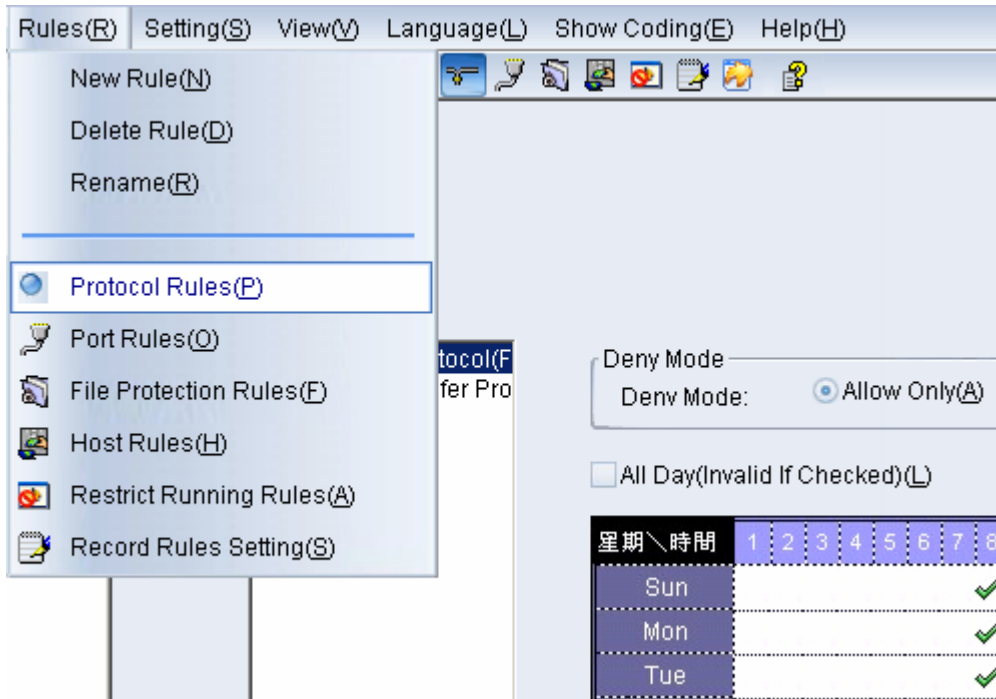 Rules(R) Setting(S) View(V) Language(L) Show Coding(E) Help(H)
New Rule(N)
Delete Rule(D)
Rename(R)
Protocol Rules(P)
Port Rules(O)
File Protection Rules(F)
Host Rules(H)
Restrict Running Rules(A)
Record Rules Setting(S)
tocol(F
fer Pro
Deny Mode
Deny Mode: Allow Only(A)
All Day(Invalid If Checked)(L)
星期＼時間 1 2 3 4 5 6 7 8
Sun
Mon
Tue